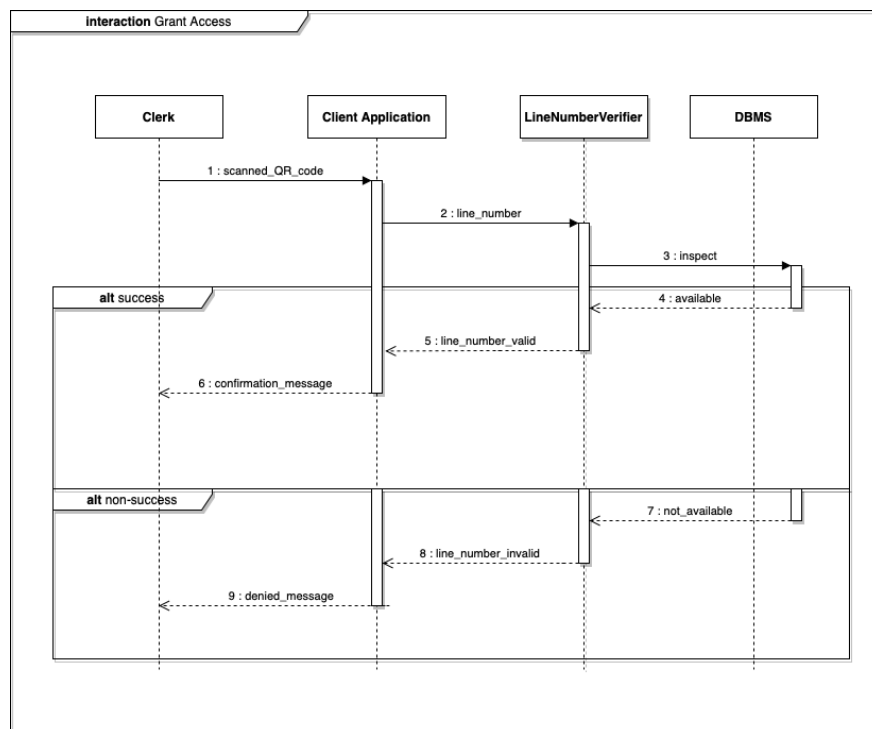 interaction Grant Access
Clerk
Client Application
LineNumberVerifier
DBMS
1 : scanned_QR_code
2 : line_number
3 : inspect
alt success
4 : available
5 : line_number_valid
6 : confirmation_message
alt non-success
7 : not_available
8 : line_number_invalid
9 : denied_message